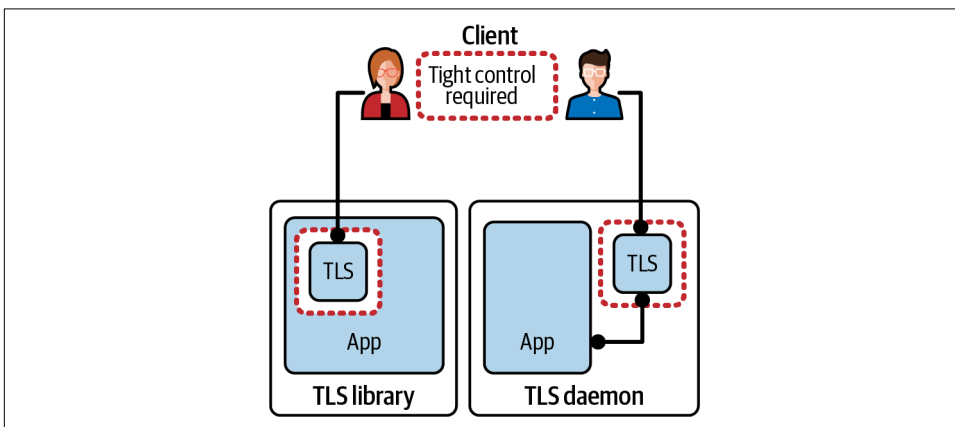 Client
Tight control
required
TLS
App
TLS library
TLS
App
TLS daemon